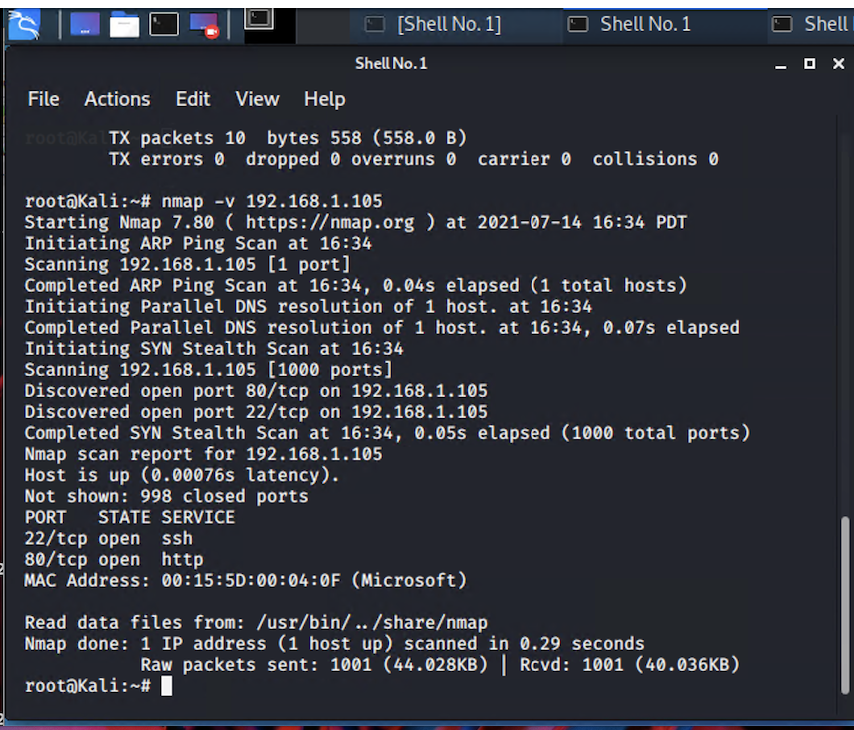 [Shell No. 1] Shell No. 1 Shell
Shell No. 1
File Actions Edit View Help
root@Kal TX packets 10 bytes 558 (558.0 B)
TX errors 0 dropped 0 overruns 0 carrier 0 collisions 0
root@Kali:~# nmap -v 192.168.1.105
Starting Nmap 7.80 ( https://nmap.org ) at 2021-07-14 16:34 PDT
Initiating ARP Ping Scan at 16:34
Scanning 192.168.1.105 [1 port]
Completed ARP Ping Scan at 16:34, 0.04s elapsed (1 total hosts)
Initiating Parallel DNS resolution of 1 host. at 16:34
Completed Parallel DNS resolution of 1 host. at 16:34, 0.07s elapsed
Initiating SYN Stealth Scan at 16:34
Scanning 192.168.1.105 [1000 ports]
Discovered open port 80/tcp on 192.168.1.105
Discovered open port 22/tcp on 192.168.1.105
Completed SYN Stealth Scan at 16:34, 0.05s elapsed (1000 total ports)
Nmap scan report for 192.168.1.105
Host is up (0.00076s latency).
Not shown: 998 closed ports
PORT STATE SERVICE
22/tcp open ssh
80/tcp open http
MAC Address: 00:15:5D:00:04:0F (Microsoft)
Read data files from: /usr/bin/../share/nmap
Nmap done: 1 IP address (1 host up) scanned in 0.29 seconds
Raw packets sent: 1001 (44.028KB) | Rcvd: 1001 (40.036KB)
root@Kali:~#